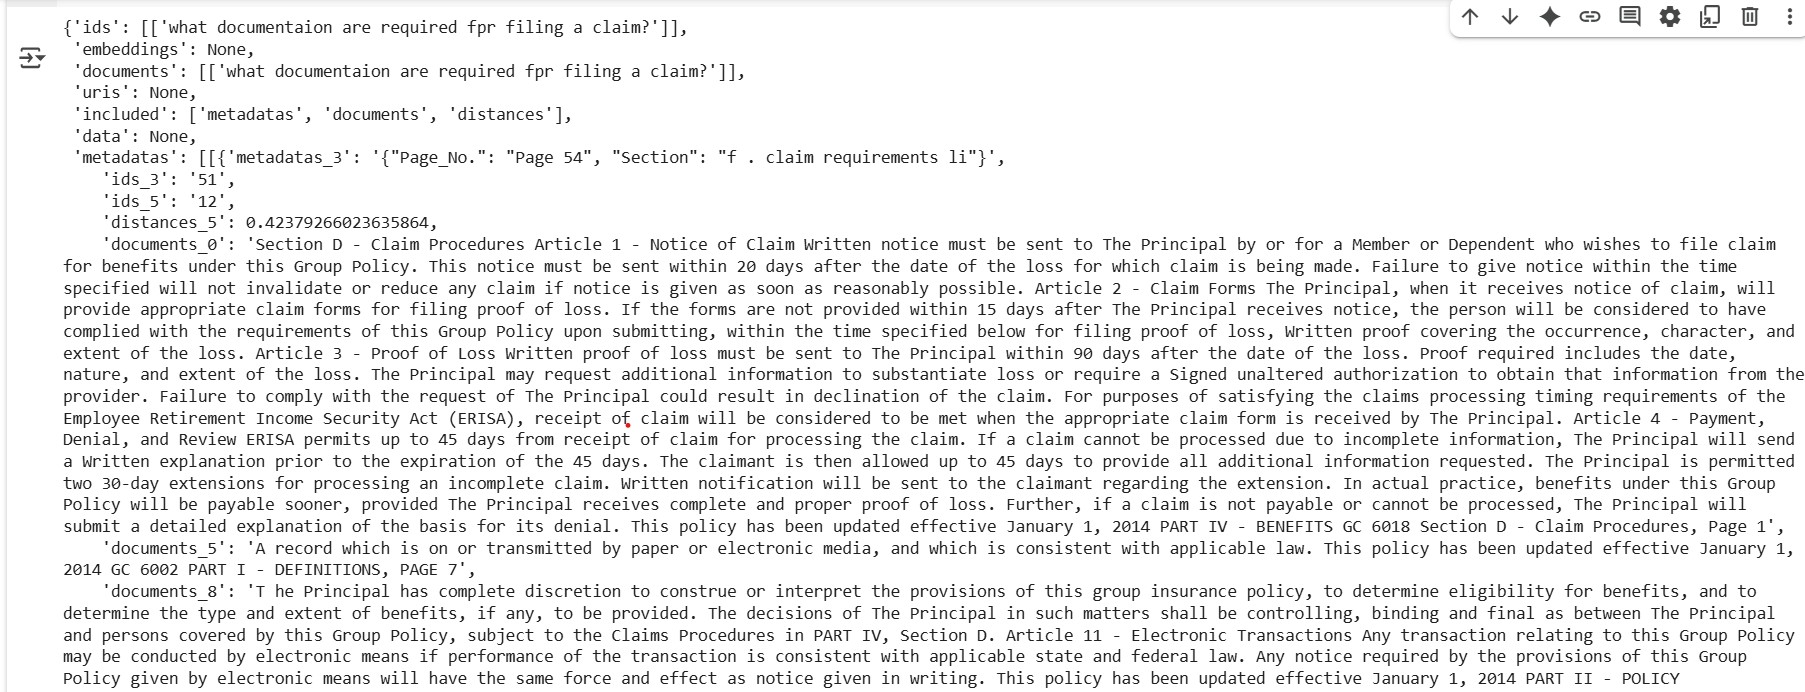 {'ids': [['what documentaion are required fpr filing a claim?']],
'embeddings': None,
'documents': [['what documentaion are required fpr filing a claim?']],
'uris': None,
'included': ['metadatas', 'documents', 'distances'],
'data': None,
'metadatas': [[{'metadatas_3': '{"Page_No.": "Page 54", "Section": "f . claim requirements li"}',
'ids_3': '51',
'ids_5': '12',
'distances_5': 0.42379266023635864,
'documents_0': 'Section D - Claim Procedures Article 1 - Notice of Claim Written notice must be sent to The Principal by or for a Member or Dependent who wishes to file claim
for benefits under this Group Policy. This notice must be sent within 20 days after the date of the loss for which claim is being made. Failure to give notice within the time
specified will not invalidate or reduce any claim if notice is given as soon as reasonably possible. Article 2 - Claim Forms The Principal, when it receives notice of claim, will
provide appropriate claim forms for filing proof of loss. If the forms are not provided within 15 days after The Principal receives notice, the person will be considered to have
complied with the requirements of this Group Policy upon submitting, within the time specified below for filing proof of loss, Written proof covering the occurrence, character, and
extent of the loss. Article 3 - Proof of Loss Written proof of loss must be sent to The Principal within 90 days after the date of the loss. Proof required includes the date,
nature, and extent of the loss. The Principal may request additional information to substantiate loss or require a Signed unaltered authorization to obtain that information from the
provider. Failure to comply with the request of The Principal could result in declination of the claim. For purposes of satisfying the claims processing timing requirements of the
Employee Retirement Income Security Act (ERISA), receipt of claim will be considered to be met when the appropriate claim form is received by The Principal. Article 4 - Payment,
Denial, and Review ERISA permits up to 45 days from receipt of claim for processing the claim. If a claim cannot be processed due to incomplete information, The Principal will send
a Written explanation prior to the expiration of the 45 days. The claimant is then allowed up to 45 days to provide all additional information requested. The Principal is permitted
two 30-day extensions for processing an incomplete claim. Written notification will be sent to the claimant regarding the extension. In actual practice, benefits under this Group
Policy will be payable sooner, provided The Principal receives complete and proper proof of loss. Further, if a claim is not payable or cannot be processed, The Principal will
submit a detailed explanation of the basis for its denial. This policy has been updated effective January 1, 2014 PART IV - BENEFITS GC 6018 Section D - Claim Procedures, Page 1',
'documents_5': 'A record which is on or transmitted by paper or electronic media, and which is consistent with applicable law. This policy has been updated effective January 1,
2014 GC 6002 PART I - DEFINITIONS, PAGE 7',
'documents_8': 'T he Principal has complete discretion to construe or interpret the provisions of this group insurance policy, to determine eligibility for benefits, and to
determine the type and extent of benefits, if any, to be provided. The decisions of The Principal in such matters shall be controlling, binding and final as between The Principal
and persons covered by this Group Policy, subject to the Claims Procedures in PART IV, Section D. Article 11 - Electronic Transactions Any transaction relating to this Group Policy
may be conducted by electronic means if performance of the transaction is consistent with applicable state and federal law. Any notice required by the provisions of this Group
Policy given by electronic means will have the same force and effect as notice given in writing. This policy has been updated effective January 1, 2014 PART II - POLICY